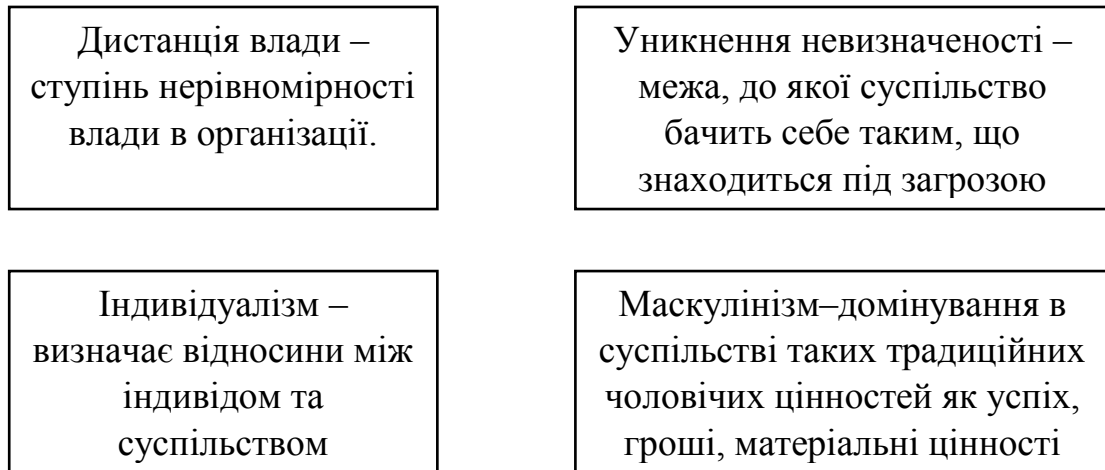 Дистанція влади –
ступінь нерівномірності
влади в організації.
Уникнення невизначеності –
межа, до якої суспільство
бачить себе таким, що
знаходиться під загрозою
Індивідуалізм –
визначає відносини між
індивідом та
суспільством
Маскулінізм–домінування в
суспільстві таких традиційних
чоловічих цінностей як успіх,
гроші, матеріальні цінності